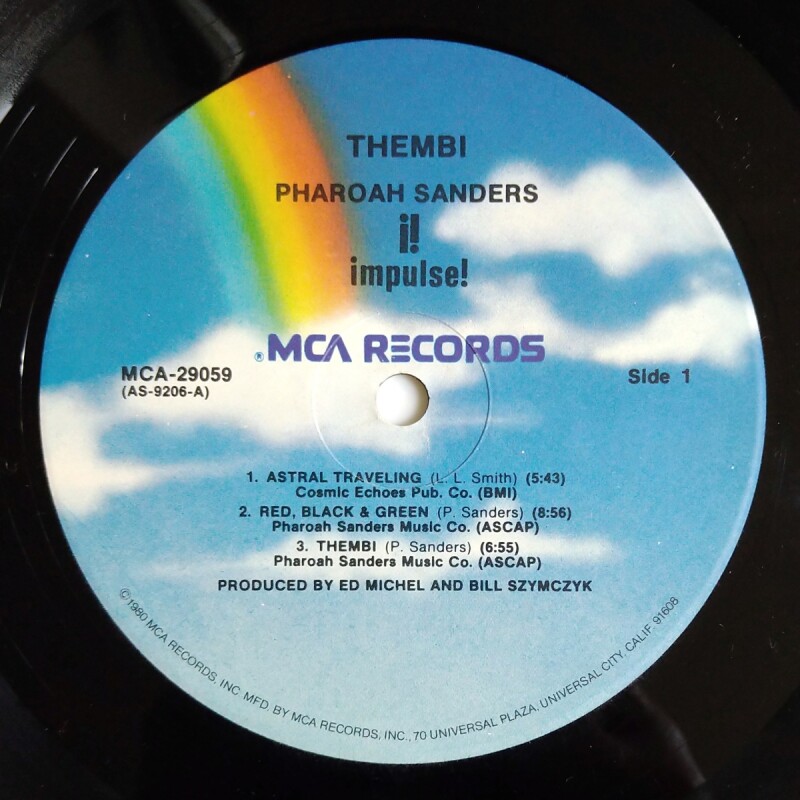 THEMBI
PHAROAH SANDERS
i!
impulse!
® MCA RECORDS
MCA-29059
(AS-9206-A)
Side 1
1. ASTRAL TRAVELING (L. L. Smith) (5:43)
Cosmic Echoes Pub. Co. (BMI)
2. RED, BLACK & GREEN (P. Sanders) (8:56)
Pharoah Sanders Music Co. (ASCAP)
3. THEMBI (P. Sanders) (6:55)
Pharoah Sanders Music Co. (ASCAP)
PRODUCED BY ED MICHEL AND BILL SZYMCZYK
©1980 MCA RECORDS, INC. MFD. BY MCA RECORDS, INC., 70 UNIVERSAL PLAZA, UNIVERSAL CITY, CALIF. 91608